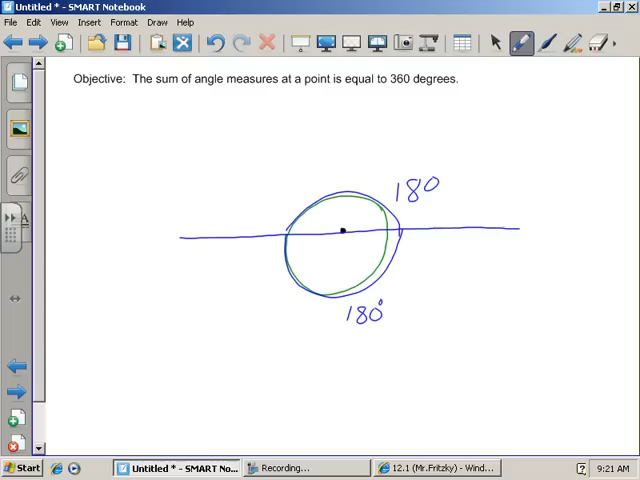 Untitled * - SMART Notebook
File Edit View Insert Format Draw Help
Objective: The sum of angle measures at a point is equal to 360 degrees.
180
180°
A
Start
Untitled * - SMART No...
Recording...
12.1 (Mr.Fritzky) - Wind...
9:21 AM